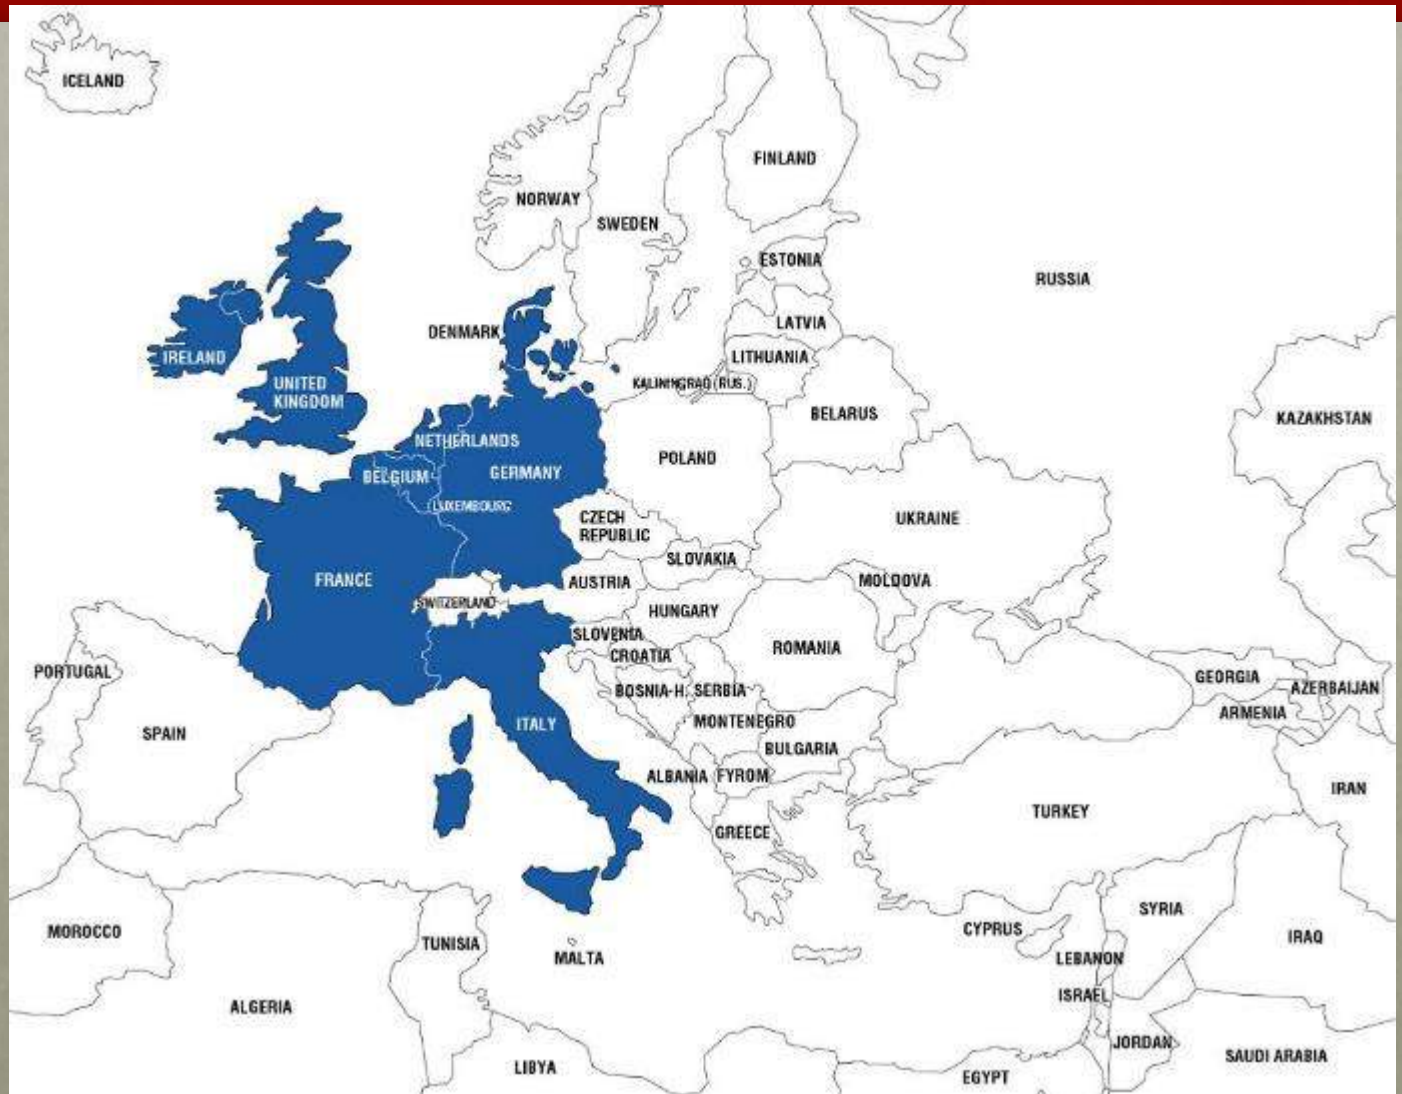 ICELAND
FINLAND
NORWAY
SWEDEN
ESTONIA
RUSSIA
LATVIA
DENMARK
LITHUANIA
IRELAND
KALININGRAD (RUS.)
UNITED
KINGDOM
BELARUS
KAZAKHSTAN
NETHERLANDS
POLAND
BELGIUM
GERMANY
LUXEMBOURG
CZECH
REPUBLIC
UKRAINE
SLOVAKIA
FRANCE
AUSTRIA
MOLDOVA
SWITZERLAND
HUNGARY
SLOVENIA
ROMANIA
CROATIA
PORTUGAL
GEORGIA
BOSNIA-H.
SERBIA
AZERBAIJAN
ARMENIA
MONTENEGRO
ITALY
SPAIN
BULGARIA
ALBANIA
FYROM
IRAN
TURKEY
GREECE
SYRIA
CYPRUS
MOROCCO
IRAQ
TUNISIA
MALTA
LEBANON
ISRAEL
ALGERIA
JORDAN
SAUDI ARABIA
LIBYA
EGYPT